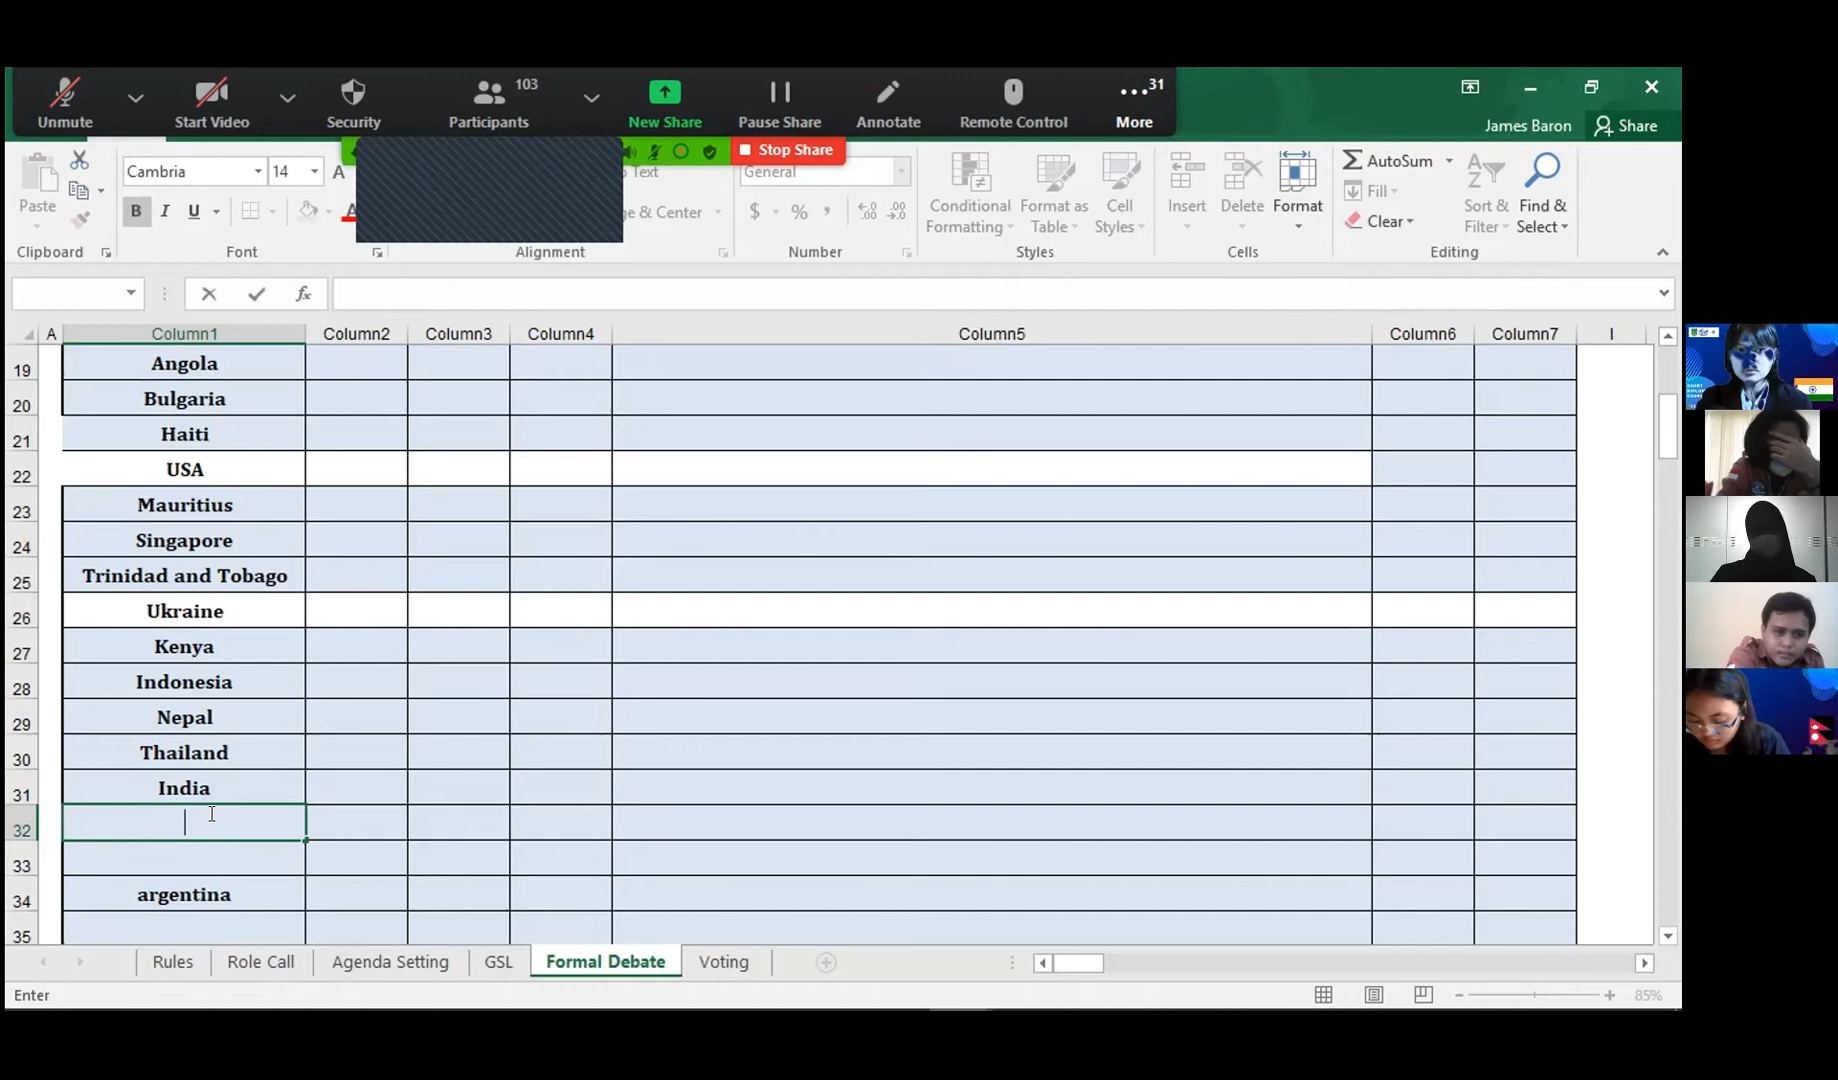 103
31
Unmute Start Video Security Participants New Share Pause Share Annotate Remote Control More
James Baron Share
Stop Share
Cambria 14 A
Text
General
AutoSum
Fill
Clear
Paste
B I U A
ge & Center
$ % ,
Conditional Formatting
Format as Table
Cell Styles
Insert Delete Format
Sort & Filter
Find & Select
Clipboard Font Alignment Number Styles Cells Editing
fx
A Column1 Column2 Column3 Column4 Column5 Column6 Column7 I
19 Angola
20 Bulgaria
21 Haiti
22 USA
23 Mauritius
24 Singapore
25 Trinidad and Tobago
26 Ukraine
27 Kenya
28 Indonesia
29 Nepal
30 Thailand
31 India
32
33
34 argentina
35
Rules Role Call Agenda Setting GSL Formal Debate Voting
Enter
85%